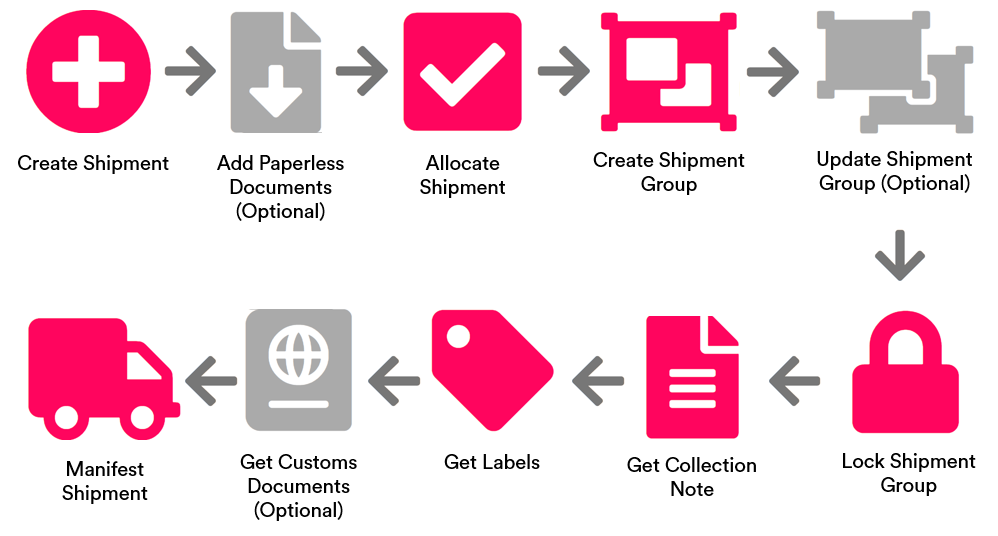 Create Shipment
Add Paperless
Documents
(Optional)
Allocate
Shipment
Create Shipment
Group
Update Shipment
Group (Optional)
Lock Shipment
Group
Get Collection
Note
Get Labels
Get Customs
Documents
(Optional)
Manifest
Shipment